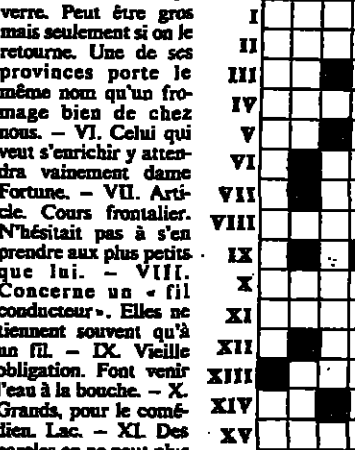 verre. Peut être gros
mais seulement si on le
retourne. Une de ses
provinces porte le
même nom qu'un fro-
mage bien de chez
nous. — VI. Celui qui
veut s'enrichir y atten-
dra vainement dame
Fortune. — VII. Arti-
cle. Cours frontalier.
N'hésitait pas à s'en
prendre aux plus petits
que lui. — VIII.
Concerne un « fil
conducteur ». Elles ne
tiennent souvent qu'à
un fil. — IX. Vieille
obligation. Font venir
l'eau à la bouche. — X.
Grands, pour le comé-
dien. Lac. — XI. Des
on ne peut plus
I
II
III
IV
V
VI
VII
VIII
IX
X
XI
XII
XIII
XIV
XV